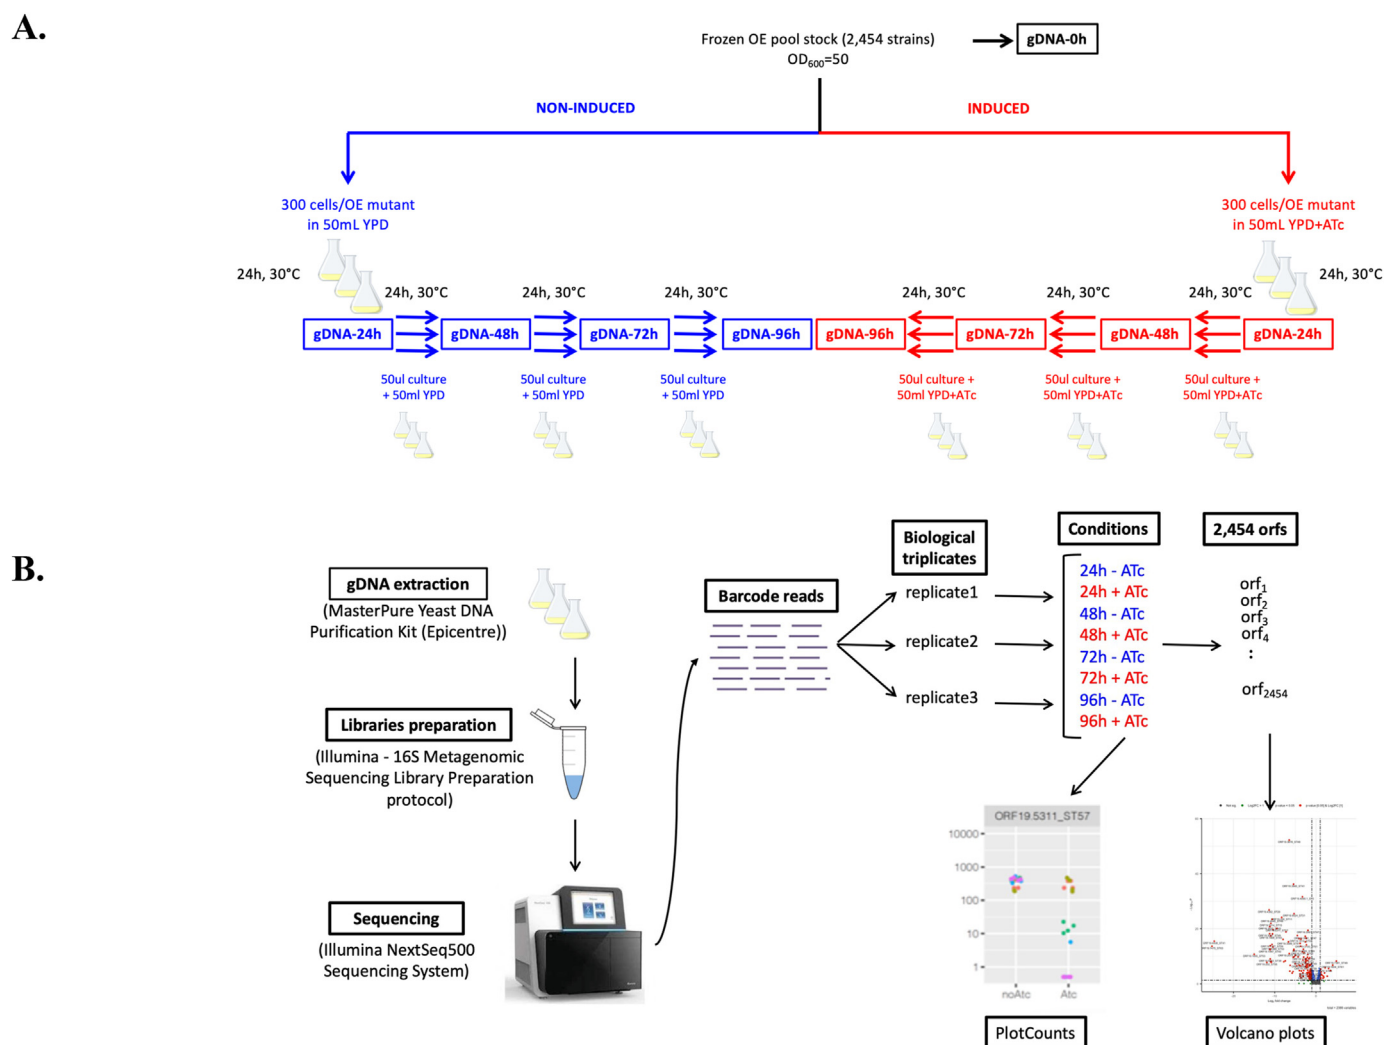 A.
Frozen OE pool stock (2,454 strains)
OD600=50
gDNA-0h
NON-INDUCED
INDUCED
300 cells/OE mutant
in 50mL YPD
300 cells/OE mutant
in 50mL YPD+ATc
24h, 30°C
24h, 30°C
24h, 30°C
24h, 30°C
24h, 30°C
24h, 30°C
24h, 30°C
24h, 30°C
gDNA-24h
gDNA-48h
gDNA-72h
gDNA-96h
gDNA-96h
gDNA-72h
gDNA-48h
gDNA-24h
50ul culture
+ 50ml YPD
50ul culture
+ 50ml YPD
50ul culture
+ 50ml YPD
50ul culture +
50ml YPD+ATc
50ul culture +
50ml YPD+ATc
50ul culture +
50ml YPD+ATc
B.
gDNA extraction
(MasterPure Yeast DNA
Purification Kit (Epicentre))
Libraries preparation
(Illumina - 16S Metagenomic
Sequencing Library Preparation
protocol)
Sequencing
(Illumina NextSeq500
Sequencing System)
Barcode reads
Biological
triplicates
replicate1
replicate2
replicate3
Conditions
24h - ATc
24h + ATc
48h - ATc
48h + ATc
72h - ATc
72h + ATc
96h - ATc
96h + ATc
2,454 orfs
orf1
orf2
orf3
orf4
:
orf2454
ORF19.5311_ST57
10000
1000
100
10
1
noAtc
Atc
PlotCounts
Volcano plots